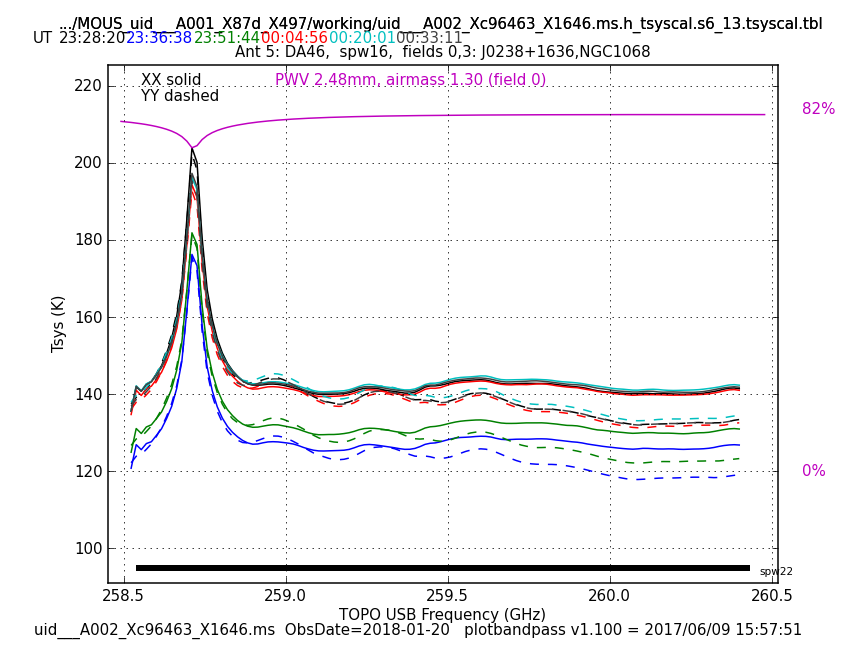 .../MOUS_uid___A001_X87d_X497/working/uid___A002_Xc96463_X1646.ms.h_tsyscal.s6_13.tsyscal.tbl
UT 23:28:20 23:36:38 23:51:44 00:04:56 00:20:01 00:33:11
Ant 5: DA46, spw16, fields 0,3: J0238+1636,NGC1068
XX solid PWV 2.48mm, airmass 1.30 (field 0)
YY dashed
82%
220
200
180
160
140
120
100
Tsys (K)
0%
spw22
258.5 259.0 259.5 260.0 260.5
TOPO USB Frequency (GHz)
uid___A002_Xc96463_X1646.ms ObsDate=2018-01-20 plotbandpass v1.100 = 2017/06/09 15:57:51